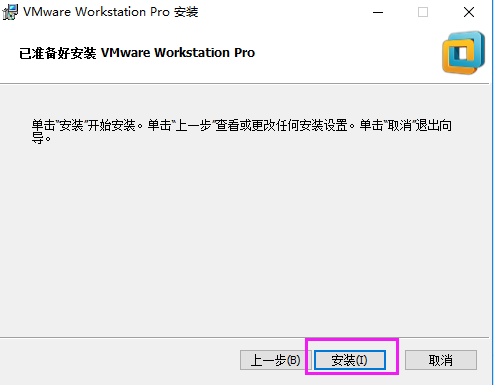 VMware Workstation Pro 安装
已准备好安装 VMware Workstation Pro
单击“安装”开始安装。单击“上一步”查看或更改任何安装设置。单击“取消”退出向
导。
上一步(B)
安装(I)
取消